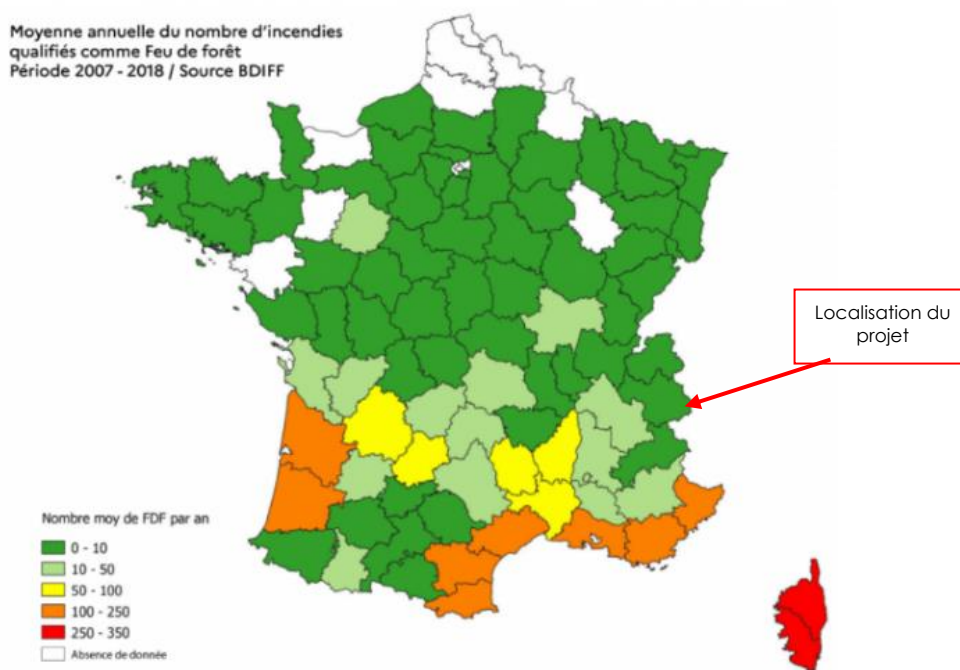 Moyenne annuelle du nombre d'incendies
qualifiés comme Feu de forêt
Période 2007 - 2018 / Source BDIFF
Localisation du
projet
Nombre moy de FDF par an
0 - 10
10 - 50
50 - 100
100 - 250
250 - 350
Absence de donnée